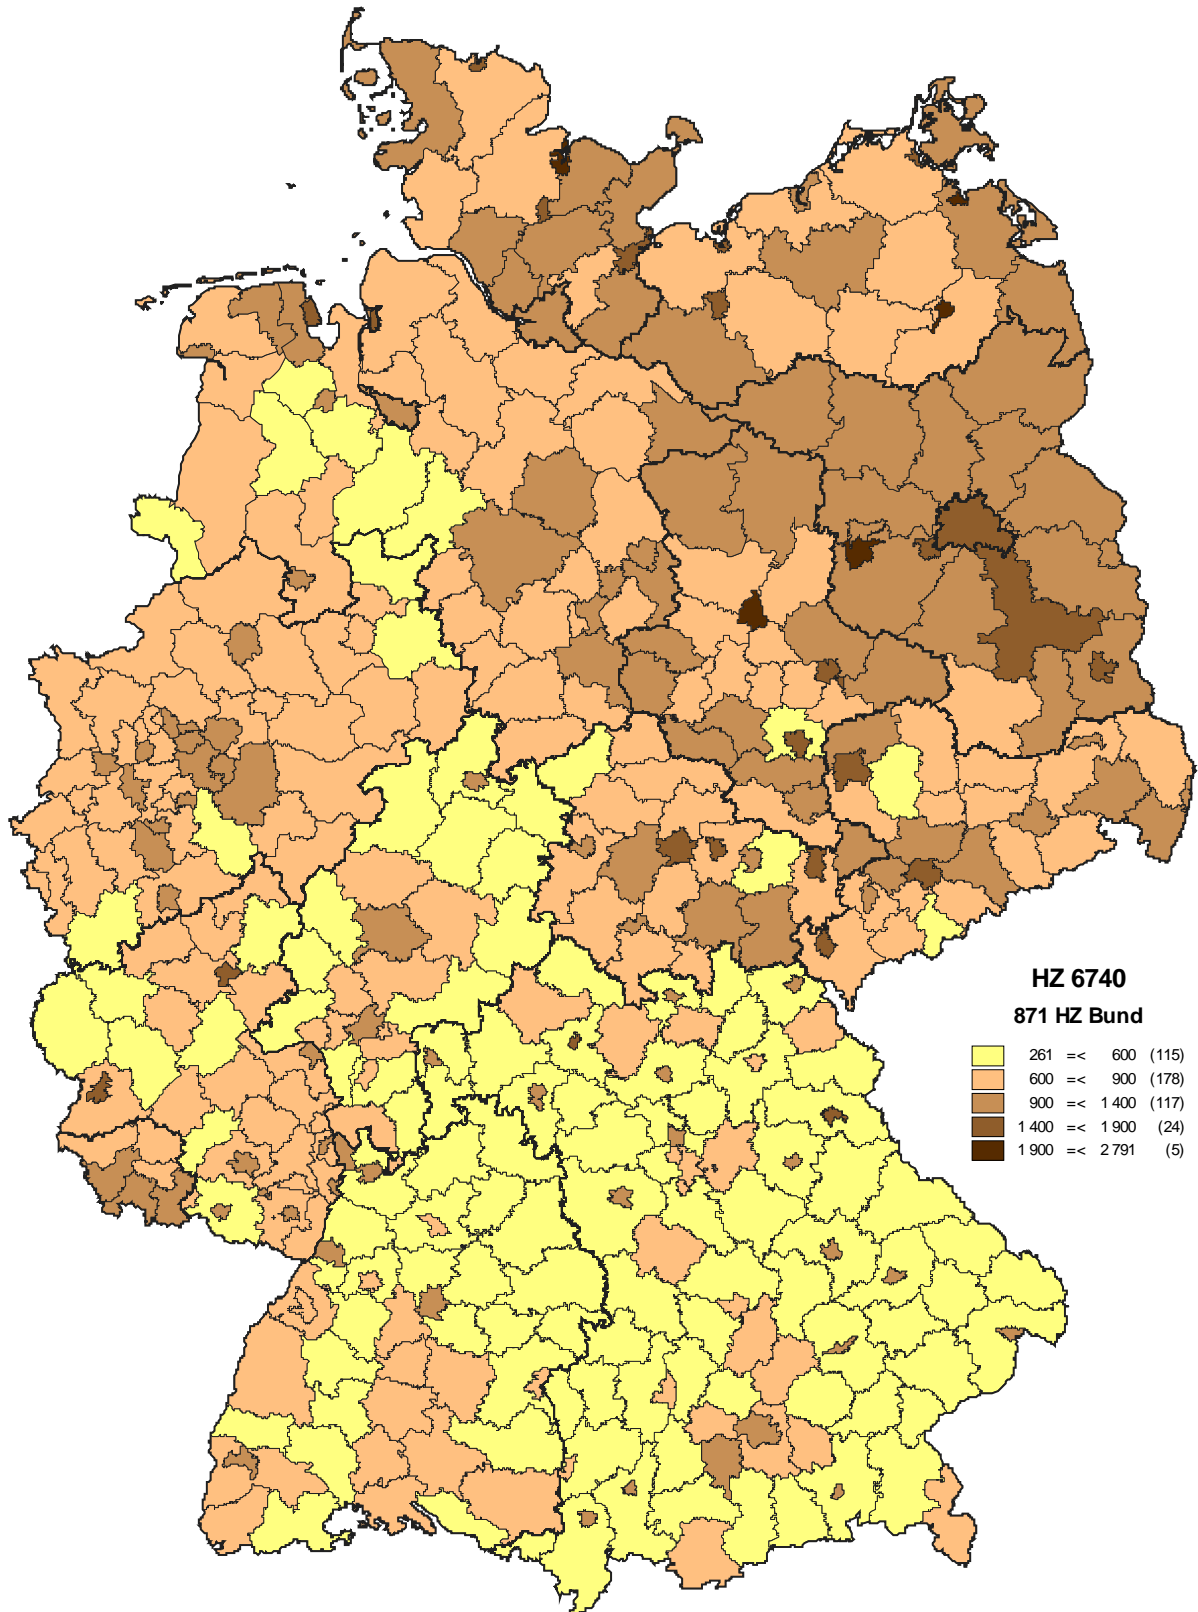 HZ 6740
871 HZ Bund
261 =< 600 (115)
600 =< 900 (178)
900 =< 1 400 (117)
1 400 =< 1 900 (24)
1 900 =< 2 791 (5)